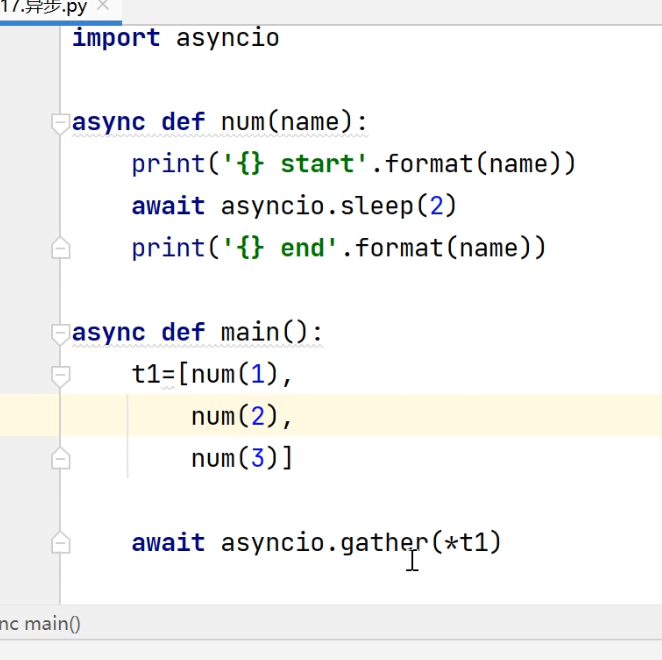 17.异步.py
import asyncio
async def num(name):
    print('{} start'.format(name))
    await asyncio.sleep(2)
    print('{} end'.format(name))
async def main():
    t1=[num(1),
        num(2),
        num(3)]
    await asyncio.gather(*t1)
nc main()